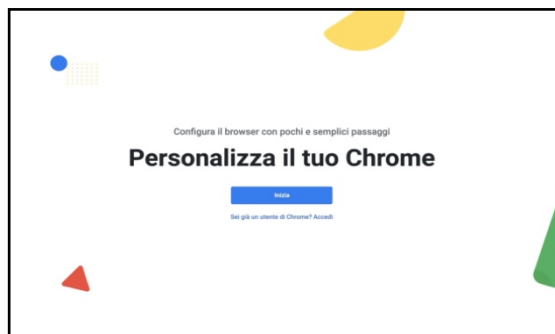 Configura il browser con pochi e semplici passaggi
Personalizza il tuo Chrome
Inizia
Sei già un utente di Chrome? Accedi